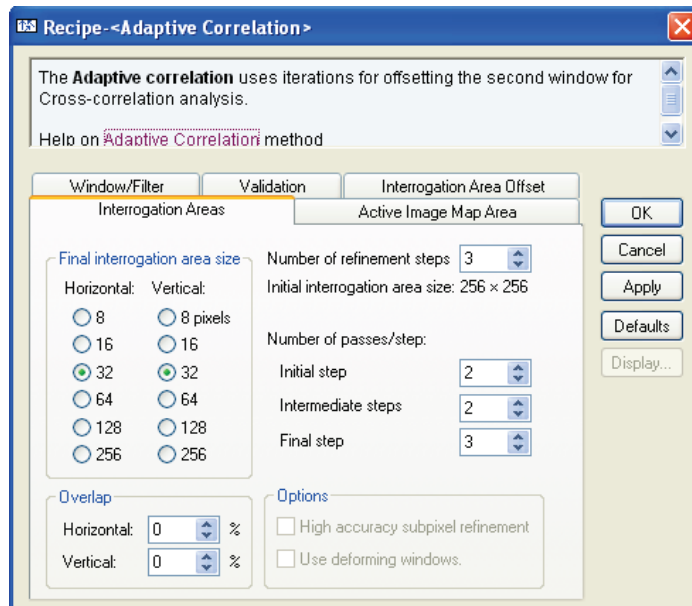 Recipe-<Adaptive Correlation>
The Adaptive correlation uses iterations for offsetting the second window for
Cross-correlation analysis.
Help on Adaptive Correlation method
Window/Filter
Validation
Interrogation Area Offset
Interrogation Areas
Active Image Map Area
OK
Cancel
Apply
Defaults
Display...
Final interrogation area size
Horizontal: Vertical:
8 8 pixels
16 16
32 32
64 64
128 128
256 256
Number of refinement steps 3
Initial interrogation area size: 256 × 256
Number of passes/step:
Initial step 2
Intermediate steps 2
Final step 3
Overlap
Horizontal: 0 %
Vertical: 0 %
Options
High accuracy subpixel refinement
Use deforming windows.